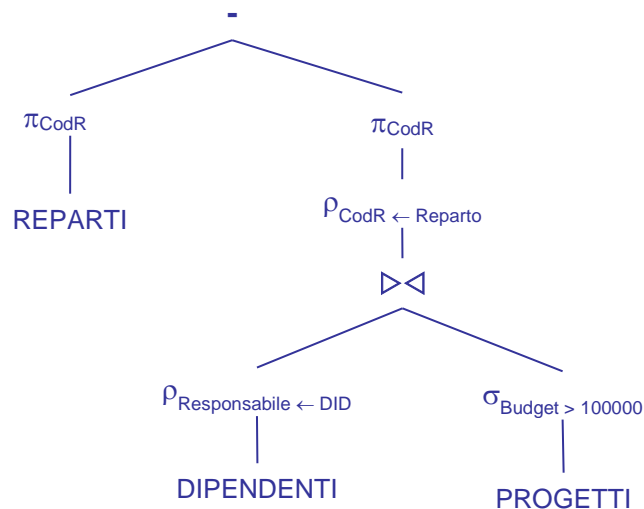 -
πCodR
πCodR
REPARTI
ρCodR ← Reparto
▷◁
ρResponsabile ← DID
σBudget > 100000
DIPENDENTI
PROGETTI